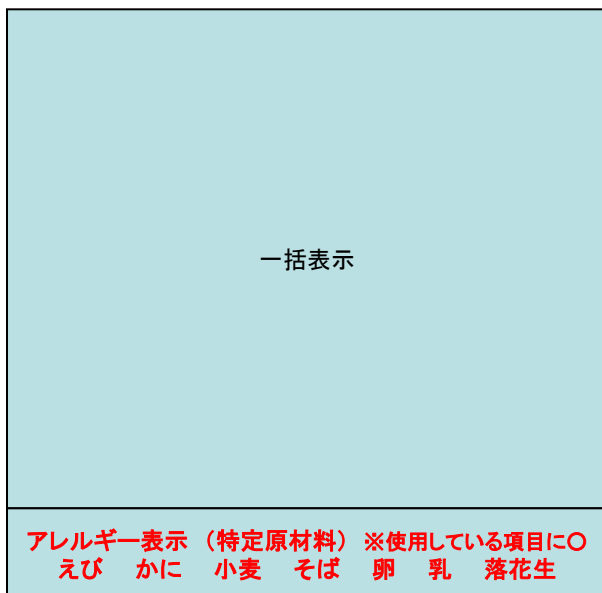 一括表示
アレルギー表示 （特定原材料） ※使用している項目に〇
えび　かに　小麦　そば　卵　乳　落花生